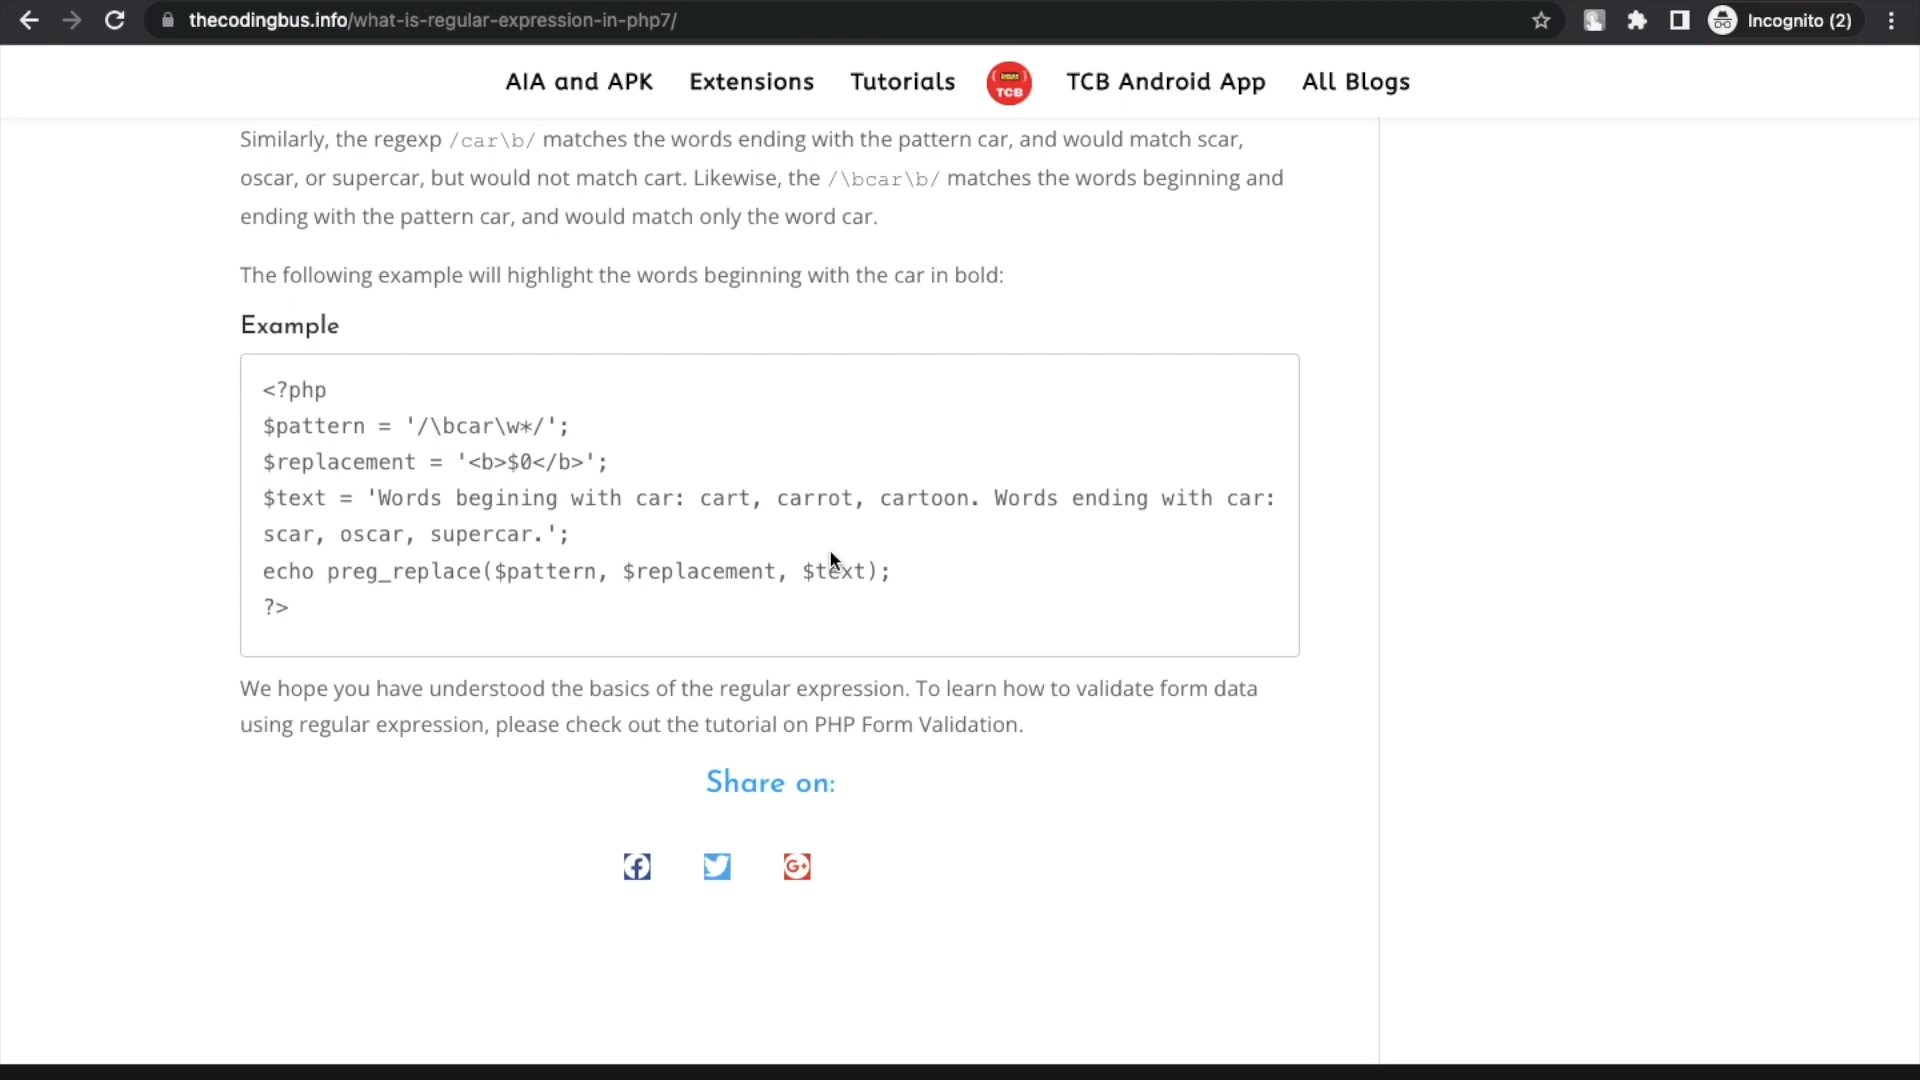 thecodingbus.info/what-is-regular-expression-in-php7/
Incognito (2)
AIA and APK
Extensions
Tutorials
TCB
TCB Android App
All Blogs
Similarly, the regexp /car\b/ matches the words ending with the pattern car, and would match scar,
oscar, or supercar, but would not match cart. Likewise, the /\bcar\b/ matches the words beginning and
ending with the pattern car, and would match only the word car.
The following example will highlight the words beginning with the car in bold:
Example
<?php
$pattern = '/\bcar\w*/';
$replacement = '<b>$0</b>';
$text = 'Words begining with car: cart, carrot, cartoon. Words ending with car:
scar, oscar, supercar.';
echo preg_replace($pattern, $replacement, $text);
?>
We hope you have understood the basics of the regular expression. To learn how to validate form data
using regular expression, please check out the tutorial on PHP Form Validation.
Share on:
G+